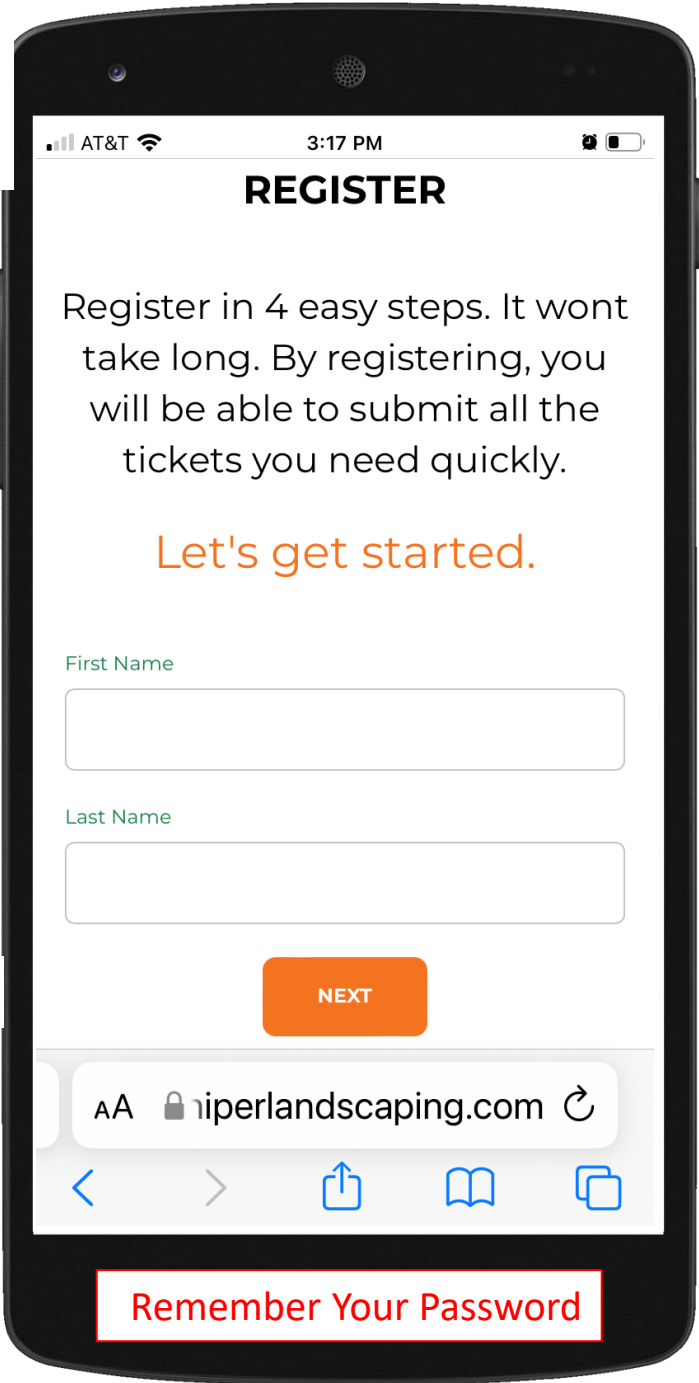 AT&T 3:17 PM
REGISTER
Register in 4 easy steps. It wont
take long. By registering, you
will be able to submit all the
tickets you need quickly.
Let's get started.
First Name
Last Name
NEXT
AA niperlandscaping.com
Remember Your Password